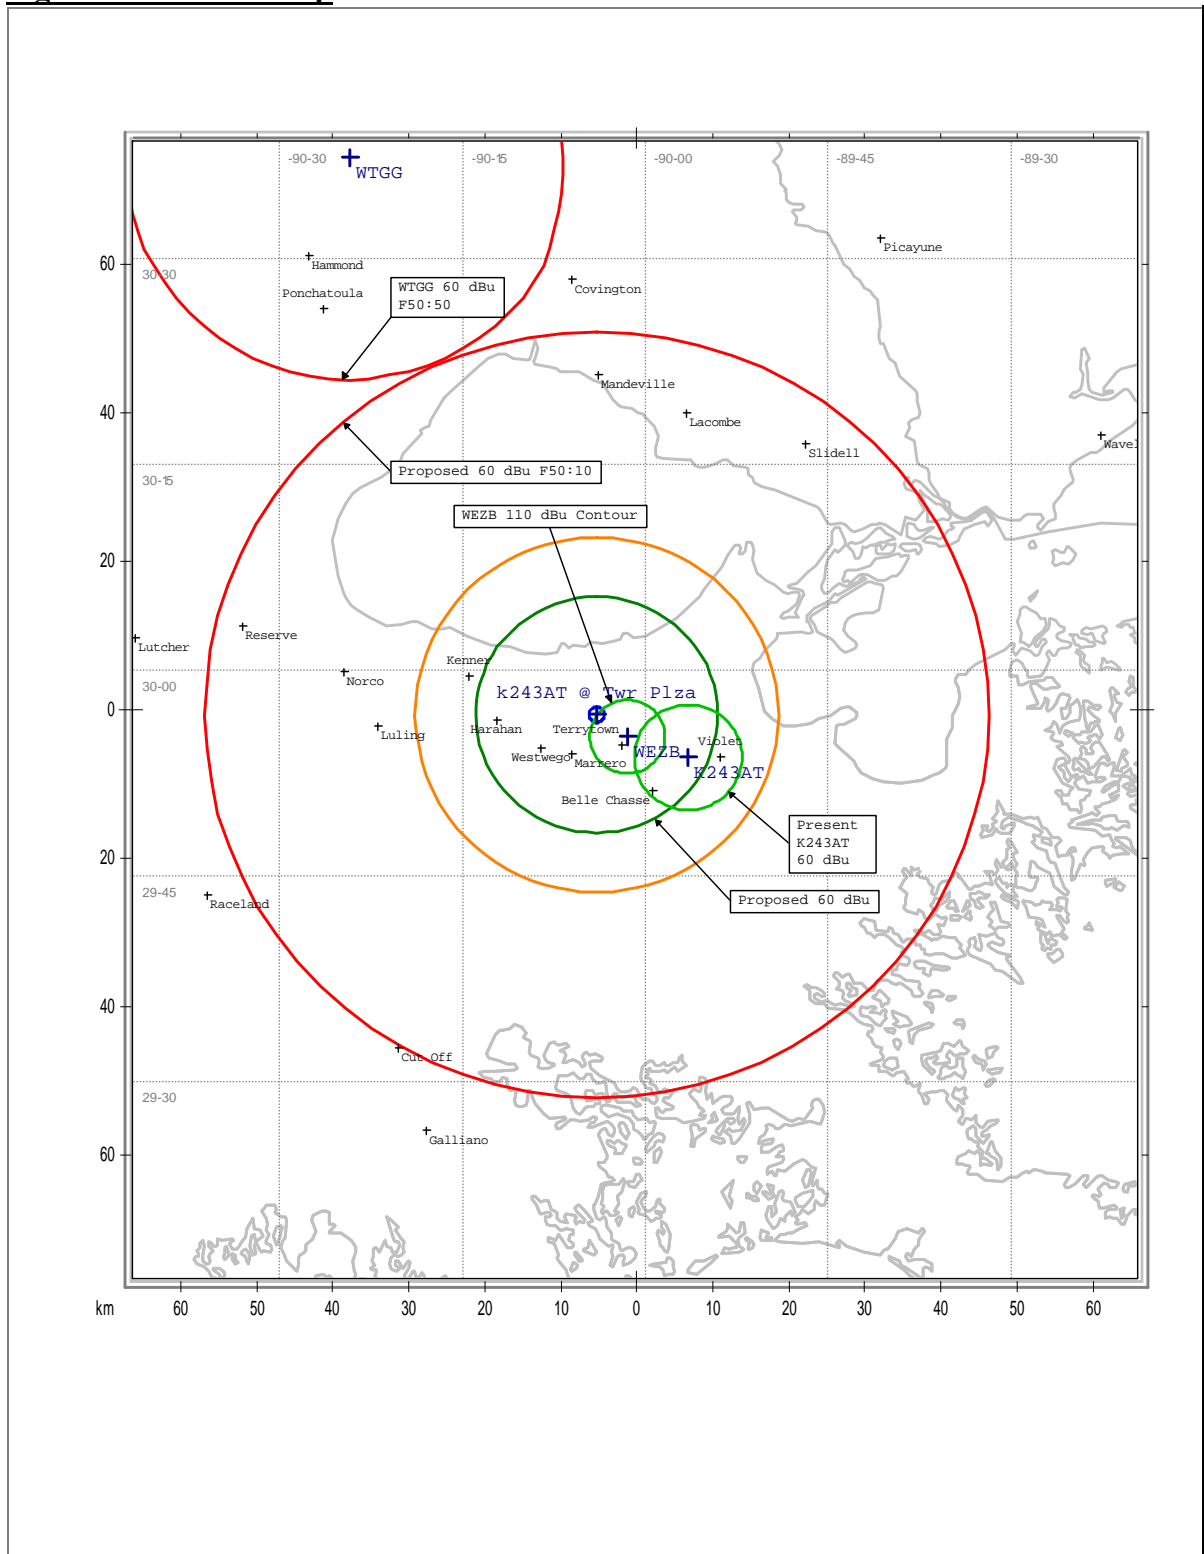 -90-30
-90-15
-90-00
-89-45
-89-30
WTGG
Picayune
60
Hammond
30-30
Covington
WTGG 60 dBu
F50:50
Ponchatoula
Mandeville
40
Lacombe
Slidell
Proposed 60 dBu F50:10
30-15
WEZB 110 dBu Contour
20
Reserve
Lutcher
Kenner
Norco
30-00
k243AT @ Twr Plza
0
Harahan
Terrytown
Luling
Violet
WEZB
Westwego
Marrero
K243AT
Belle Chasse
Present
K243AT
60 dBu
20
29-45
Proposed 60 dBu
Raceland
40
Cut Off
29-30
Galliano
60
km
60
50
40
30
20
10
0
10
20
30
40
50
60